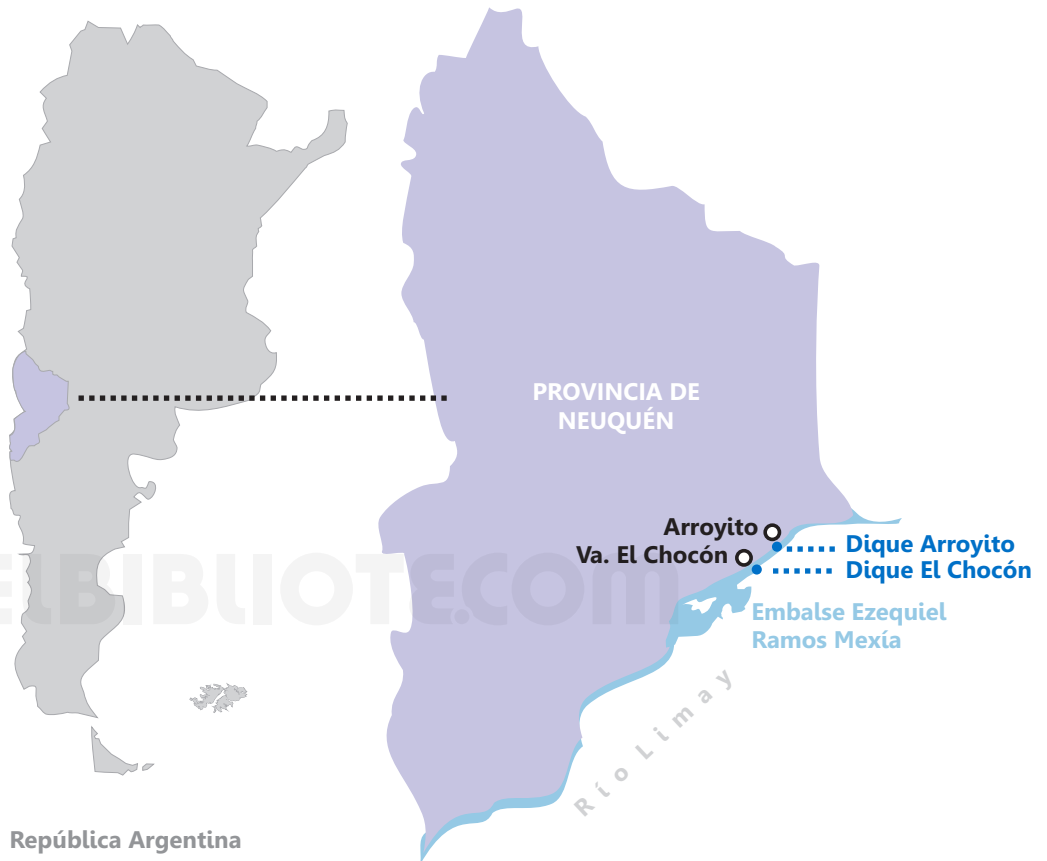 PROVINCIA DE
NEUQUÉN
Arroyito
Va. El Chocón
Dique Arroyito
Dique El Chocón
Embalse Ezequiel
Ramos Mexía
Río Limay
ELBIBLIOTE.COM
República Argentina